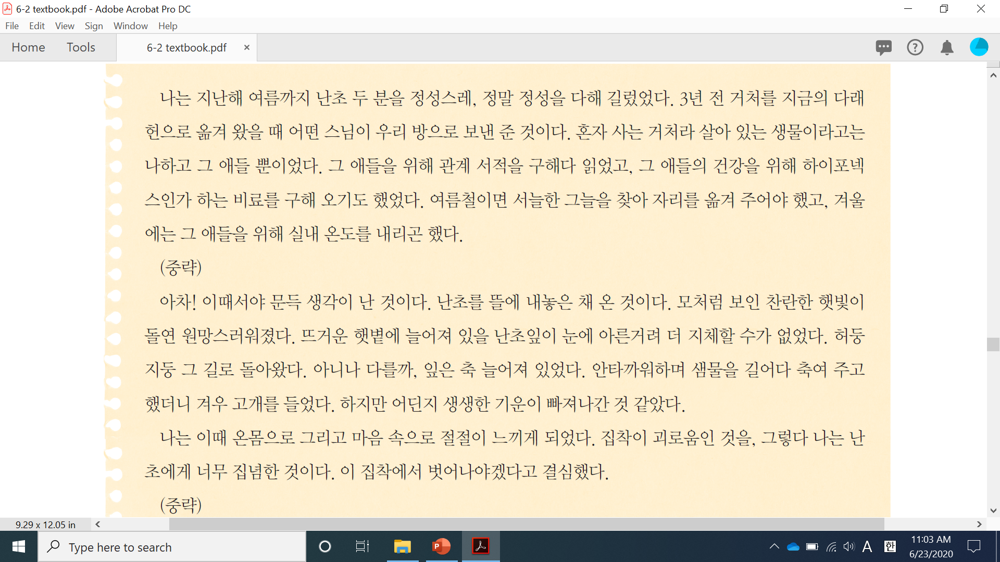 6-2 textbook.pdf - Adobe Acrobat Pro DC
File Edit View Sign Window Help
Home Tools 6-2 textbook.pdf
나는 지난해 여름까지 난초 두 분을 정성스레, 정말 정성을 다해 길렀었다. 3년 전 거처를 지금의 다래
헌으로 옮겨 왔을 때 어떤 스님이 우리 방으로 보낸 준 것이다. 혼자 사는 거처라 살아 있는 생물이라고는
나하고 그 애들 뿐이었다. 그 애들을 위해 관계 서적을 구해다 읽었고, 그 애들의 건강을 위해 하이포넥
스인가 하는 비료를 구해 오기도 했었다. 여름철이면 서늘한 그늘을 찾아 자리를 옮겨 주어야 했고, 겨울
에는 그 애들을 위해 실내 온도를 내리곤 했다.
(중략)
아차! 이때서야 문득 생각이 난 것이다. 난초를 뜰에 내놓은 채 온 것이다. 모처럼 보인 찬란한 햇빛이
돌연 원망스러워졌다. 뜨거운 햇볕에 늘어져 있을 난초잎이 눈에 아른거려 더 지체할 수가 없었다. 허둥
지둥 그 길로 돌아왔다. 아니나 다를까, 잎은 축 늘어져 있었다. 안타까워하며 샘물을 길어다 축여 주고
했더니 겨우 고개를 들었다. 하지만 어딘지 생생한 기운이 빠져나간 것 같았다.
나는 이때 온몸으로 그리고 마음 속으로 절절이 느끼게 되었다. 집착이 괴로움인 것을, 그렇다 나는 난
초에게 너무 집념한 것이다. 이 집착에서 벗어나야겠다고 결심했다.
(중략)
9.29 x 12.05 in
Type here to search
P
A 한
11:03 AM
6/23/2020